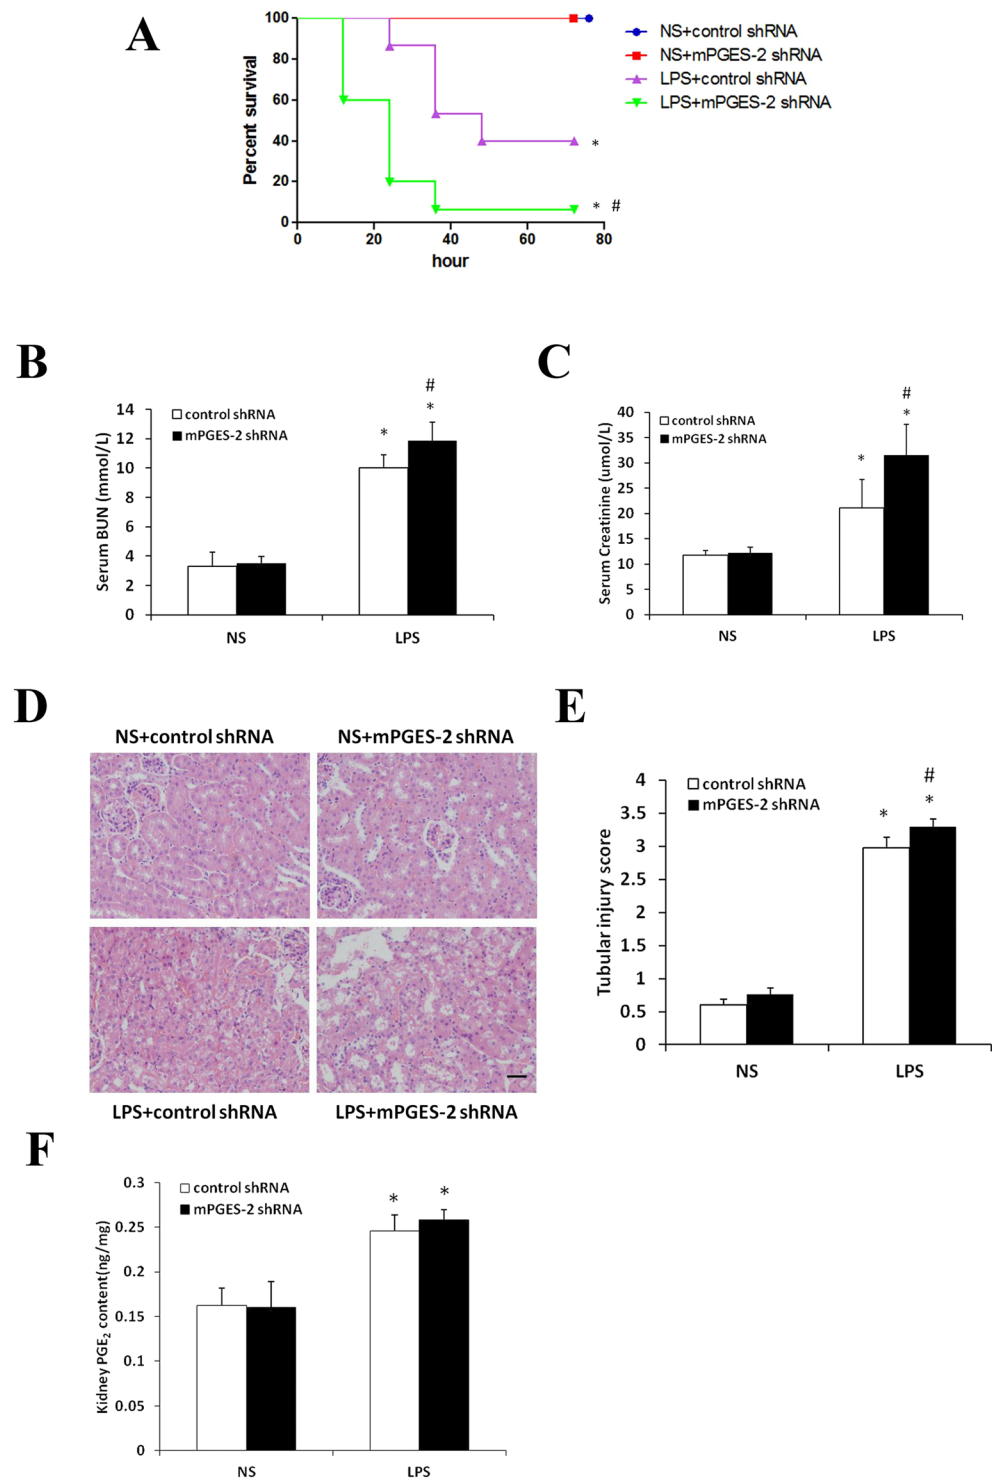 A
Percent survival
100
80
60
40
20
0
0 20 40 60 80
hour
NS+control shRNA
NS+mPGES-2 shRNA
LPS+control shRNA
LPS+mPGES-2 shRNA
*
* #
B
Serum BUN (mmol/L)
14
12
10
8
6
4
2
0
control shRNA
mPGES-2 shRNA
*
#
*
NS LPS
C
Serum Creatinine (umol/L)
40
35
30
25
20
15
10
5
0
control shRNA
mPGES-2 shRNA
*
#
*
NS LPS
D
NS+control shRNA NS+mPGES-2 shRNA
LPS+control shRNA LPS+mPGES-2 shRNA
E
Tubular injury score
4
3.5
3
2.5
2
1.5
1
0.5
0
control shRNA
mPGES-2 shRNA
*
#
*
NS LPS
F
Kidney PGE₂ content(ng/mg)
0.3
0.25
0.2
0.15
0.1
0.05
0
control shRNA
mPGES-2 shRNA
* *
NS LPS